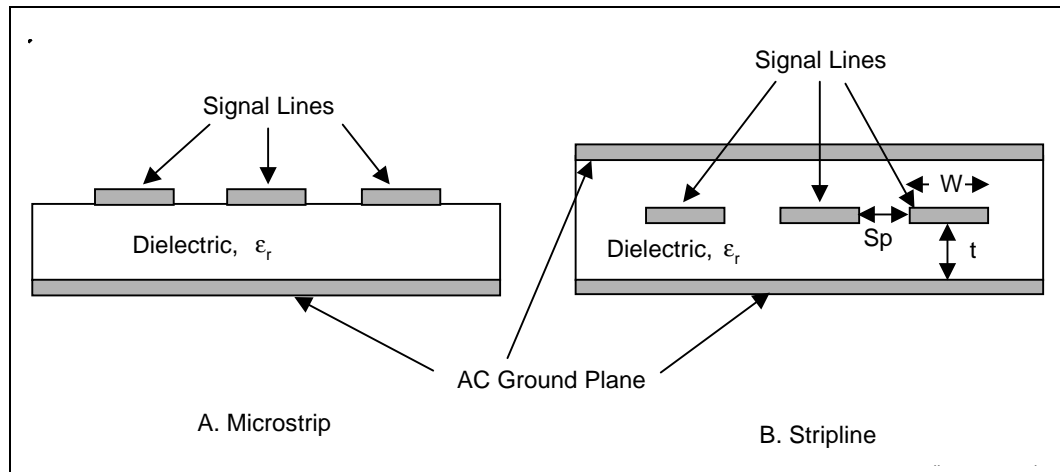 Signal Lines
Dielectric, εr
A. Microstrip
Signal Lines
W
Sp
Dielectric, εr
t
AC Ground Plane
B. Stripline